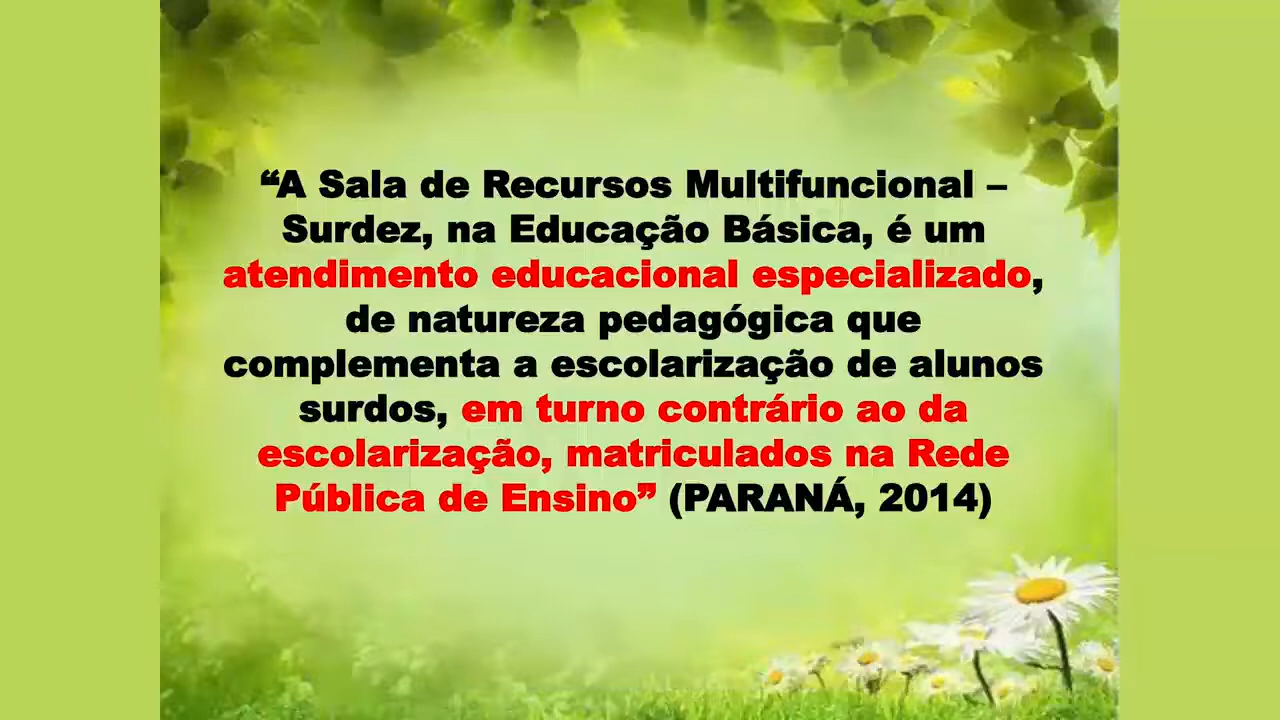 “A Sala de Recursos Multifuncional –
Surdez, na Educação Básica, é um
atendimento educacional especializado,
de natureza pedagógica que
complementa a escolarização de alunos
surdos, em turno contrário ao da
escolarização, matriculados na Rede
Pública de Ensino” (PARANÁ, 2014)